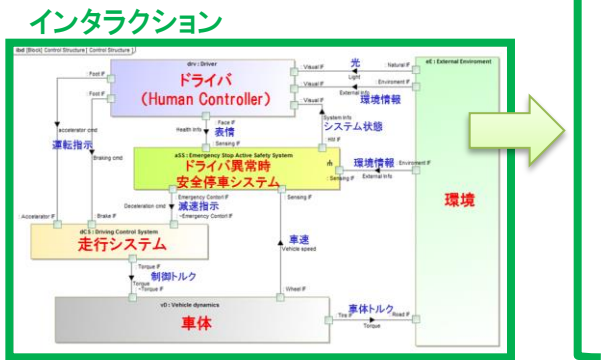 インタラクション
ibd [Block] Control Structure [ Control Structure ]
drv : Driver
ドライバ
(Human Controller)
eE : External Enviroment
: Foot IF
: Foot IF
: Visual IF
光
: Natural IF
Light
: Visual IF
: Enviroment IF
External Info
環境情報
: Visual IF
: Face IF
Health Info
表情
: Sensing IF
System Info
システム状態
: HM IF
accelerator cmd
運転指示
Braking cmd
aSS : Emergency Stop Active Safety System
ドライバ異常時
安全停車システム
環境情報
: Enviroment IF
: Sensing IF
External Info
環境
: Emergency Contorl IF
Deceleration cmd
減速指示
: ~Emergency Contorl IF
: Sensing IF
: Accelerator IF
: Brake IF
dCS : Driving Control System
走行システム
車速
Vehicle speed
: Torque IF
制御トルク
Torque
: ~Torque IF
: Wheel IF
vD : Vehicle dynamics
車体
車体トルク
: Tire IF
: Road IF
Torque